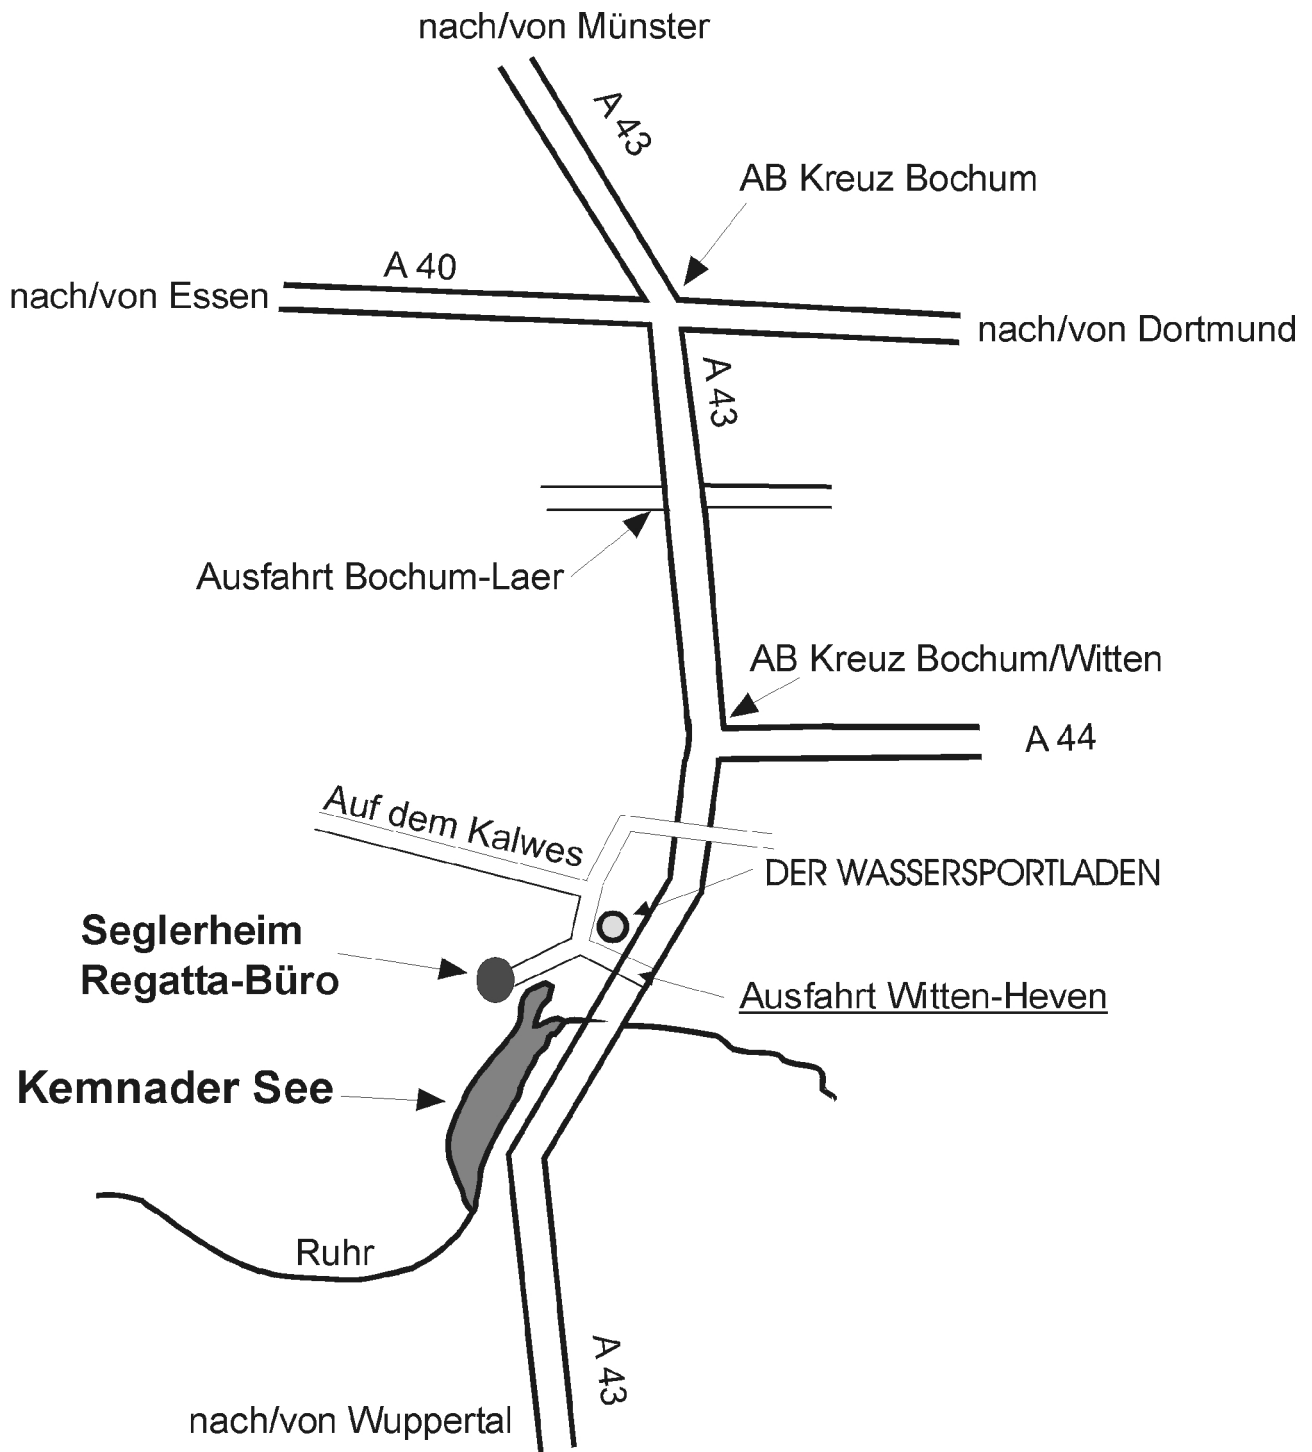 nach/von Münster
A 43
AB Kreuz Bochum
A 40
nach/von Essen
nach/von Dortmund
A 43
Ausfahrt Bochum-Laer
AB Kreuz Bochum/Witten
A 44
Auf dem Kalwes
DER WASSERSPORTLADEN
Seglerheim
Regatta-Büro
Ausfahrt Witten-Heven
Kemnader See
Ruhr
A 43
nach/von Wuppertal